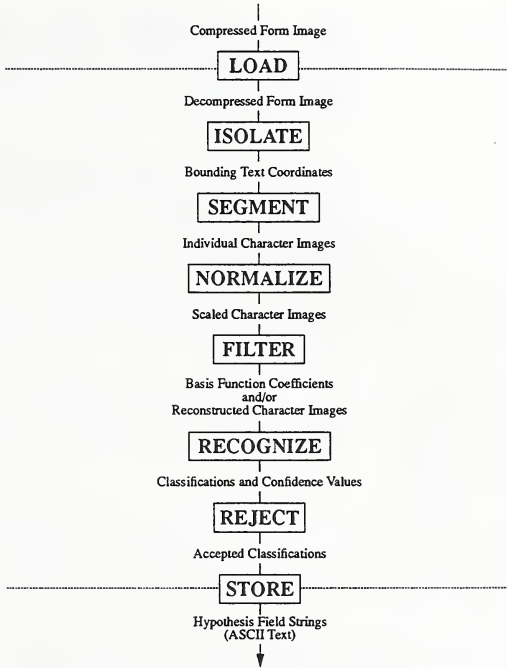 Compressed Form Image
LOAD
Decompressed Form Image
ISOLATE
Bounding Text Coordinates
SEGMENT
Individual Character Images
NORMALIZE
Scaled Character Images
FILTER
Basis Function Coefficients
and/or
Reconstructed Character Images
RECOGNIZE
Classifications and Confidence Values
REJECT
Accepted Classifications
STORE
Hypothesis Field Strings
(ASCII Text)